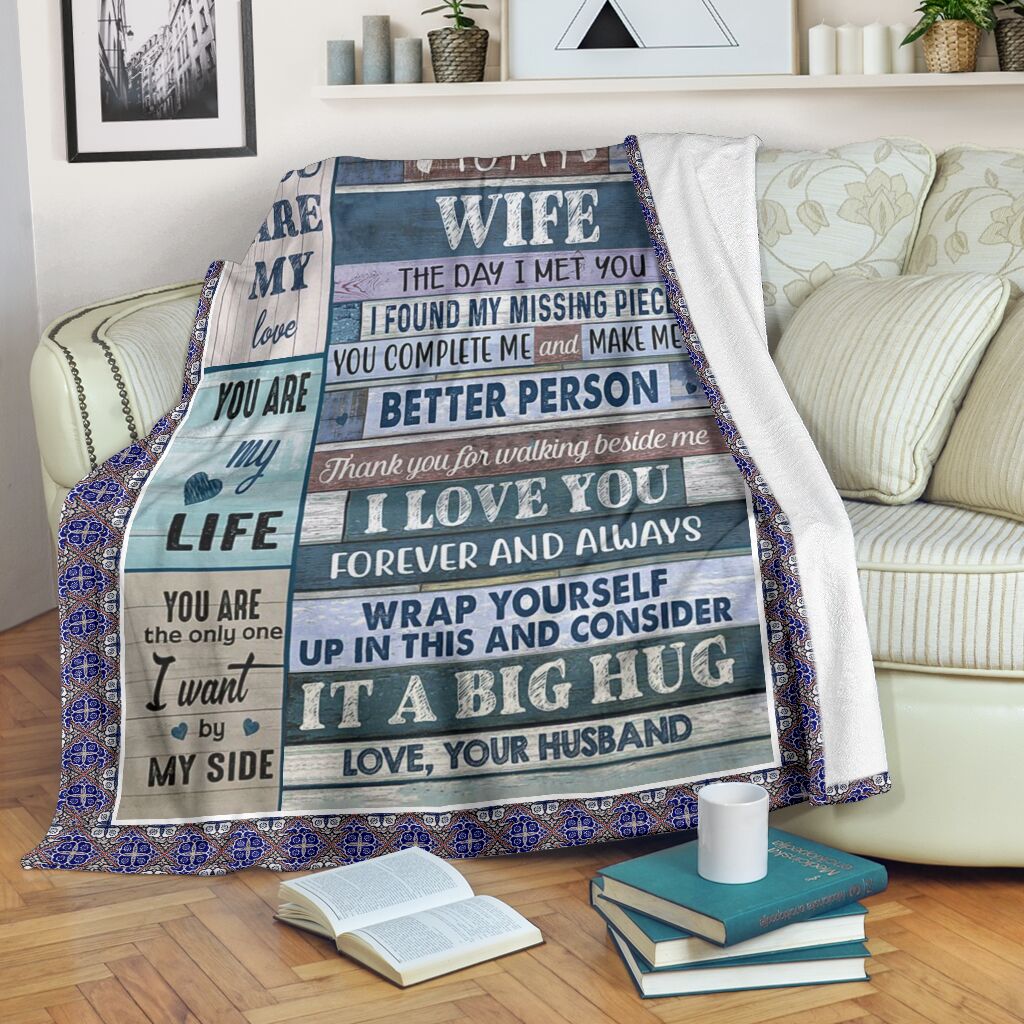 ARE
MY
love
YOU ARE
my
LIFE
YOU ARE
the only one
I want
by
MY SIDE
TO MY
WIFE
THE DAY I MET YOU
I FOUND MY MISSING PIECE
YOU COMPLETE ME and MAKE ME
BETTER PERSON
Thank you for walking beside me
I LOVE YOU
FOREVER AND ALWAYS
WRAP YOURSELF
UP IN THIS AND CONSIDER
IT A BIG HUG
LOVE, YOUR HUSBAND